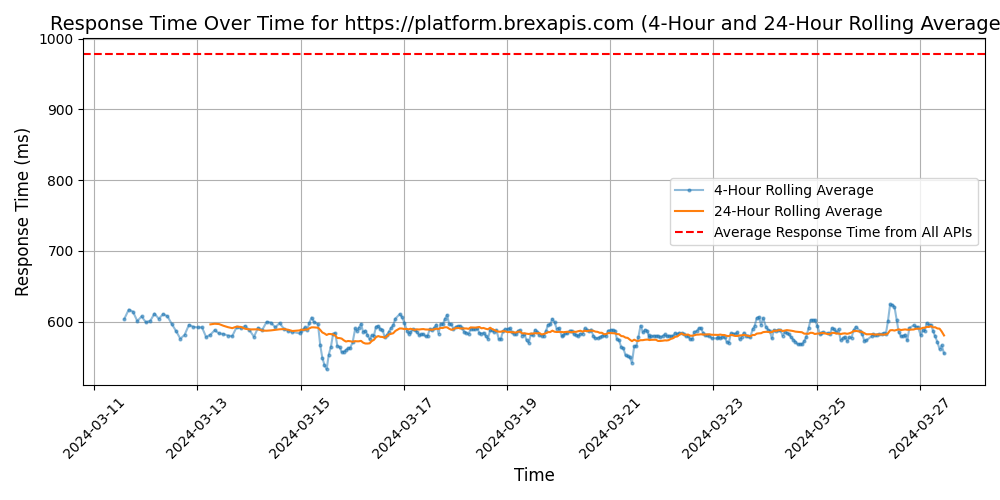 Response Time Over Time for https://platform.brexapis.com (4-Hour and 24-Hour Rolling Average
Response Time (ms)
1000
900
800
700
600
4-Hour Rolling Average
24-Hour Rolling Average
Average Response Time from All APIs
2024-03-11
2024-03-13
2024-03-15
2024-03-17
2024-03-19
2024-03-21
2024-03-23
2024-03-25
2024-03-27
Time